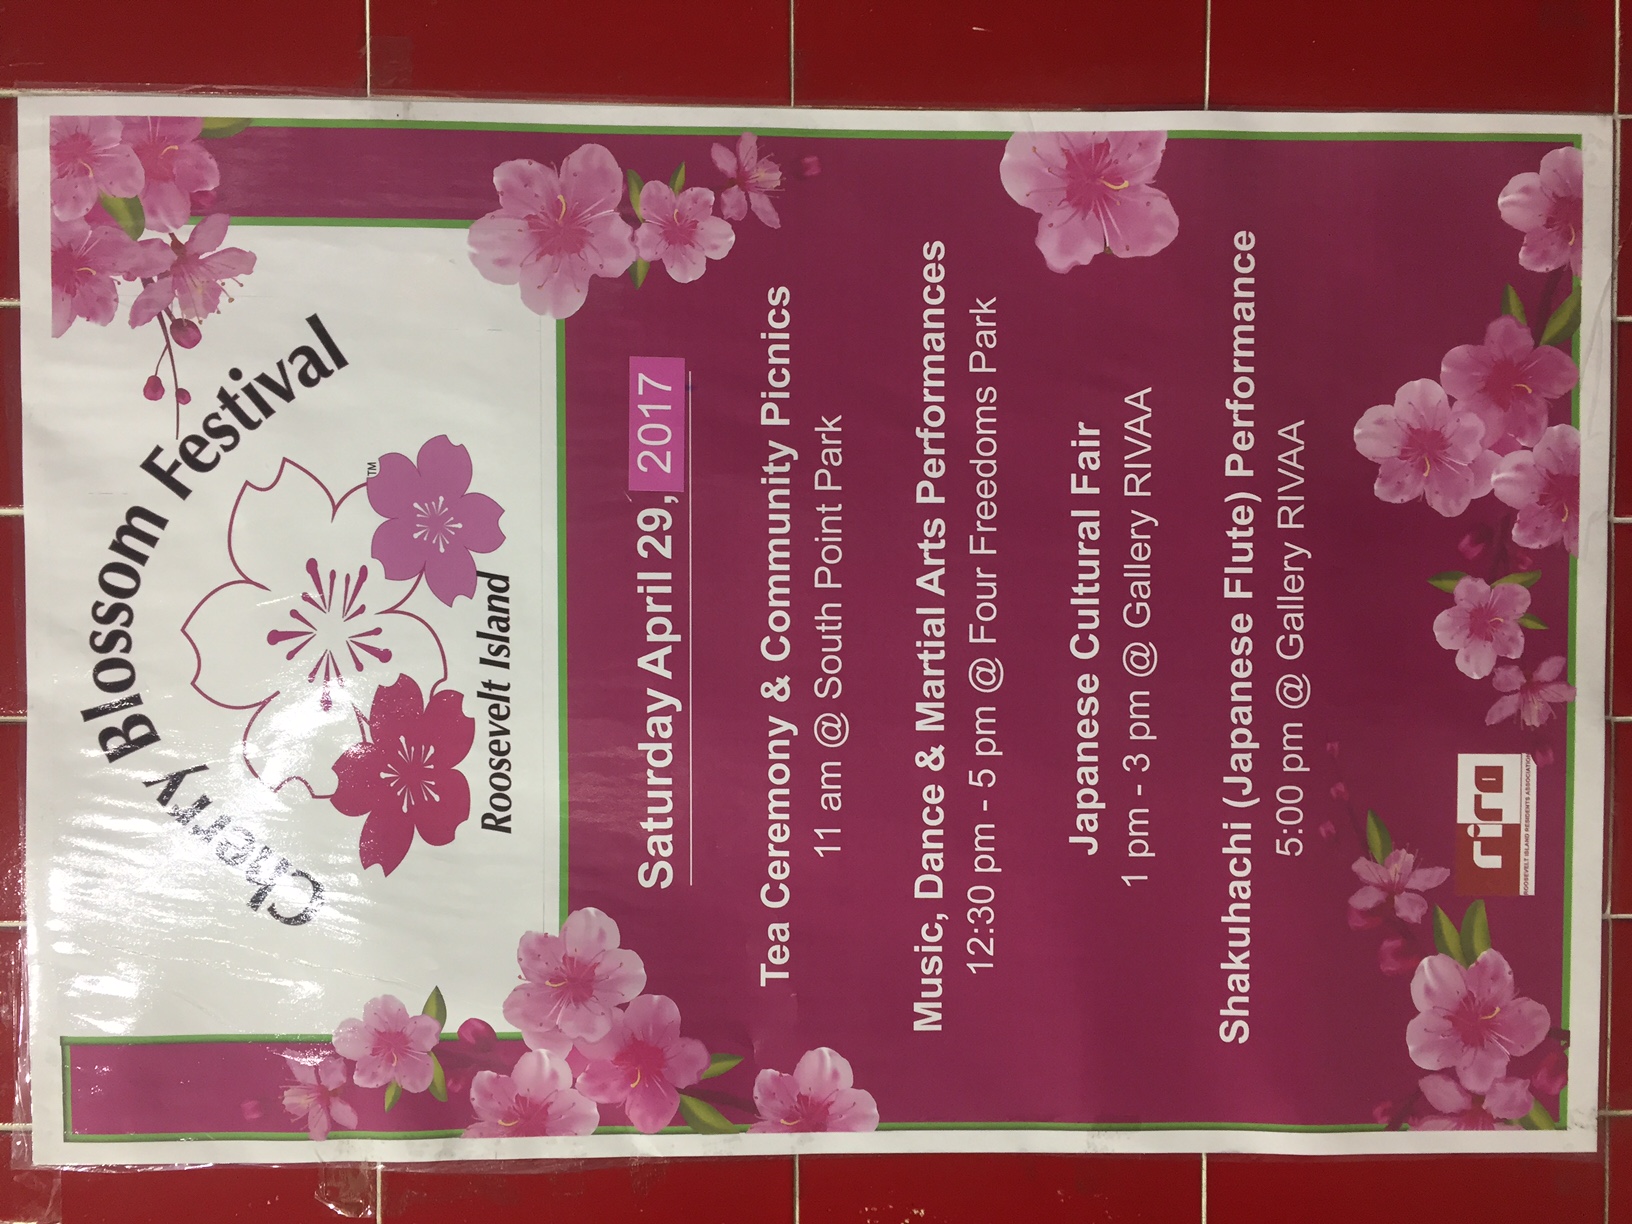 Cherry Blossom Festival
TM
Roosevelt Island
Saturday April 29, 2017
Tea Ceremony & Community Picnics
11 am @ South Point Park
Music, Dance & Martial Arts Performances
12:30 pm - 5 pm @ Four Freedoms Park
Japanese Cultural Fair
1 pm - 3 pm @ Gallery RIVAA
Shakuhachi (Japanese Flute) Performance
5:00 pm @ Gallery RIVAA
rira
ROOSEVELT ISLAND RESIDENTS ASSOCIATION